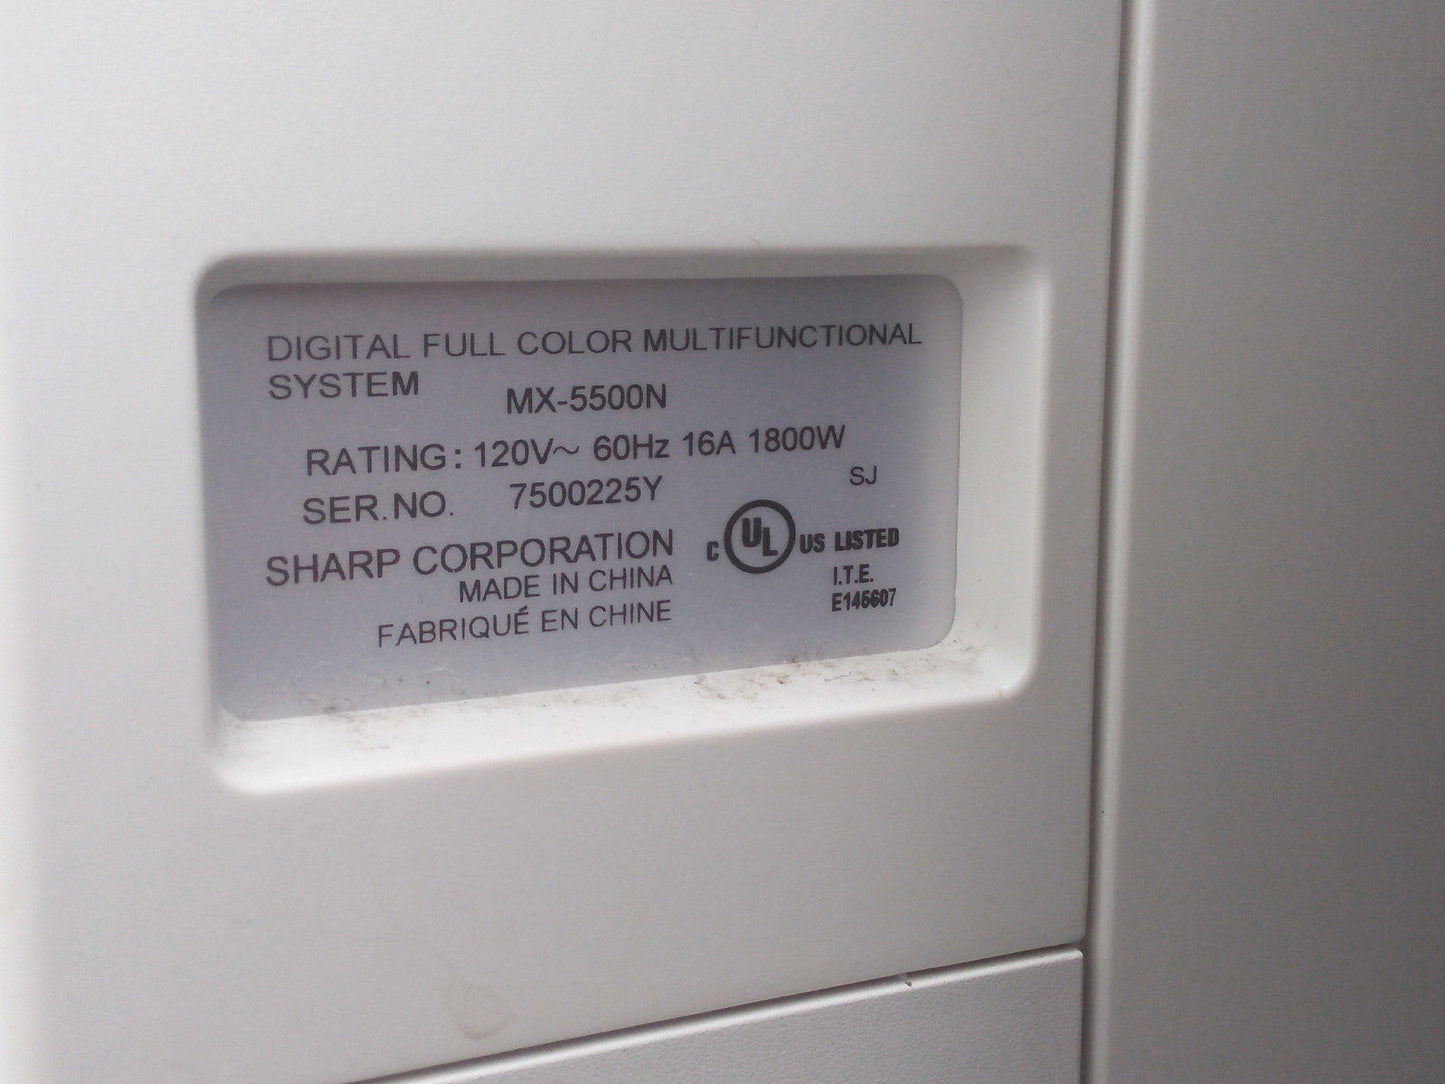 DIGITAL FULL COLOR MULTIFUNCTIONAL
SYSTEM
MX-5500N
RATING: 120V~ 60Hz 16A 1800W
SJ
SER.NO. 7500225Y
SHARP CORPORATION
MADE IN CHINA
FABRIQUÉ EN CHINE
C UL US LISTED
I.T.E.
E145607